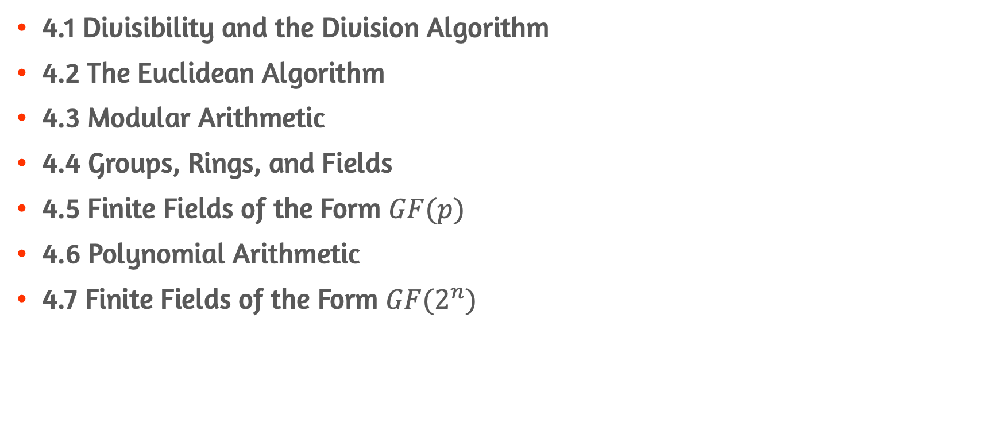 • 4.1 Divisibility and the Division Algorithm
• 4.2 The Euclidean Algorithm
• 4.3 Modular Arithmetic
• 4.4 Groups, Rings, and Fields
• 4.5 Finite Fields of the Form 𝐺𝐹(𝑝)
• 4.6 Polynomial Arithmetic
• 4.7 Finite Fields of the Form 𝐺𝐹(2ⁿ)